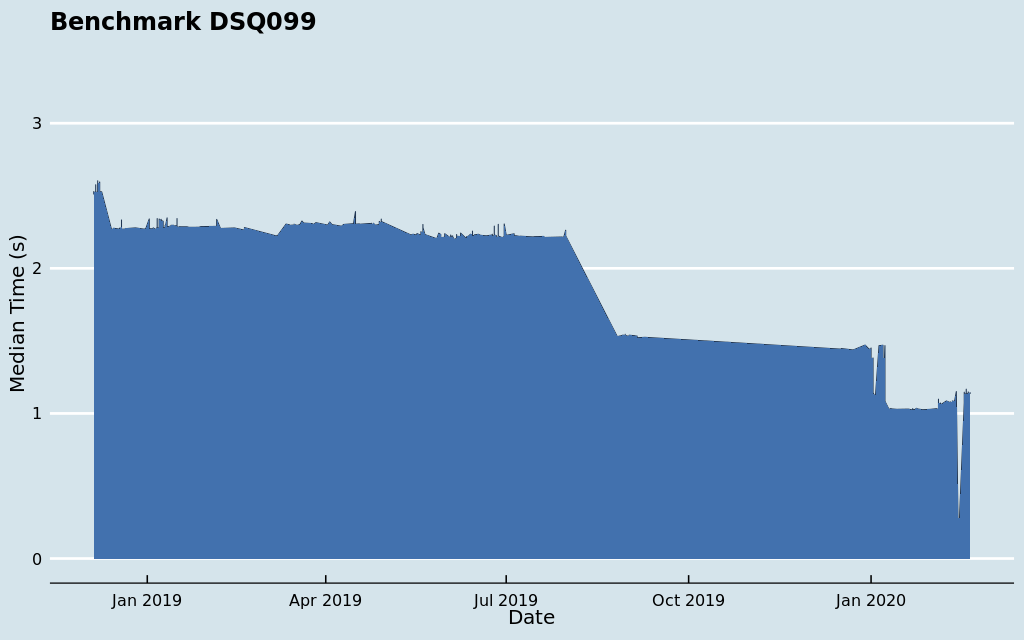 Benchmark DSQ099
3
2
1
0
Median Time (s)
Jan 2019
Apr 2019
Jul 2019
Oct 2019
Jan 2020
Date